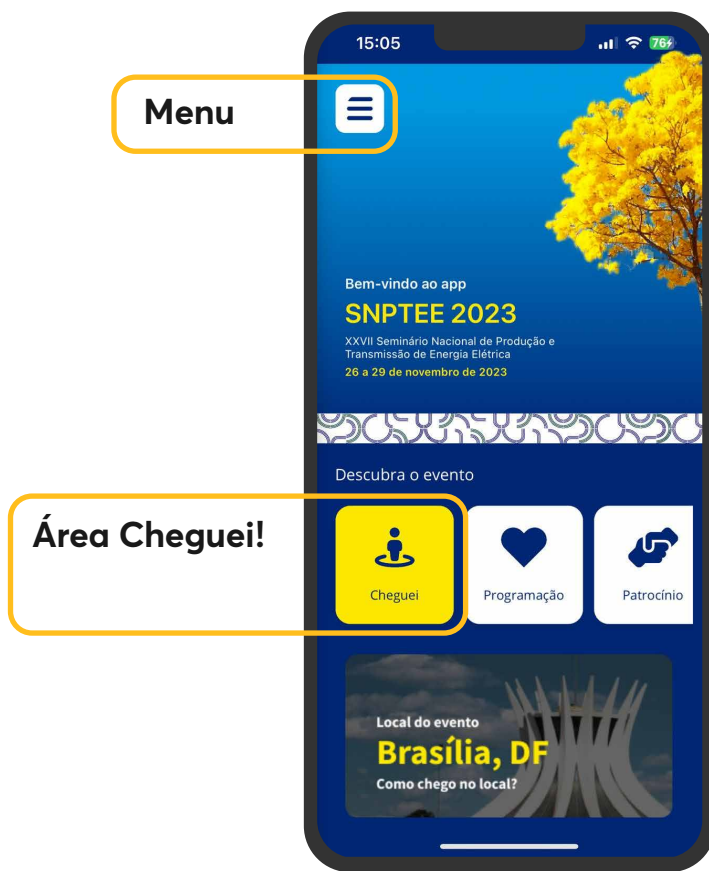 15:05
76
Menu
Bem-vindo ao app
SNPTEE 2023
XXVII Seminário Nacional de Produção e
Transmissão de Energia Elétrica
26 a 29 de novembro de 2023
Descubra o evento
Área Cheguei!
Cheguei
Programação
Patrocínio
Local do evento
Brasília, DF
Como chego no local?